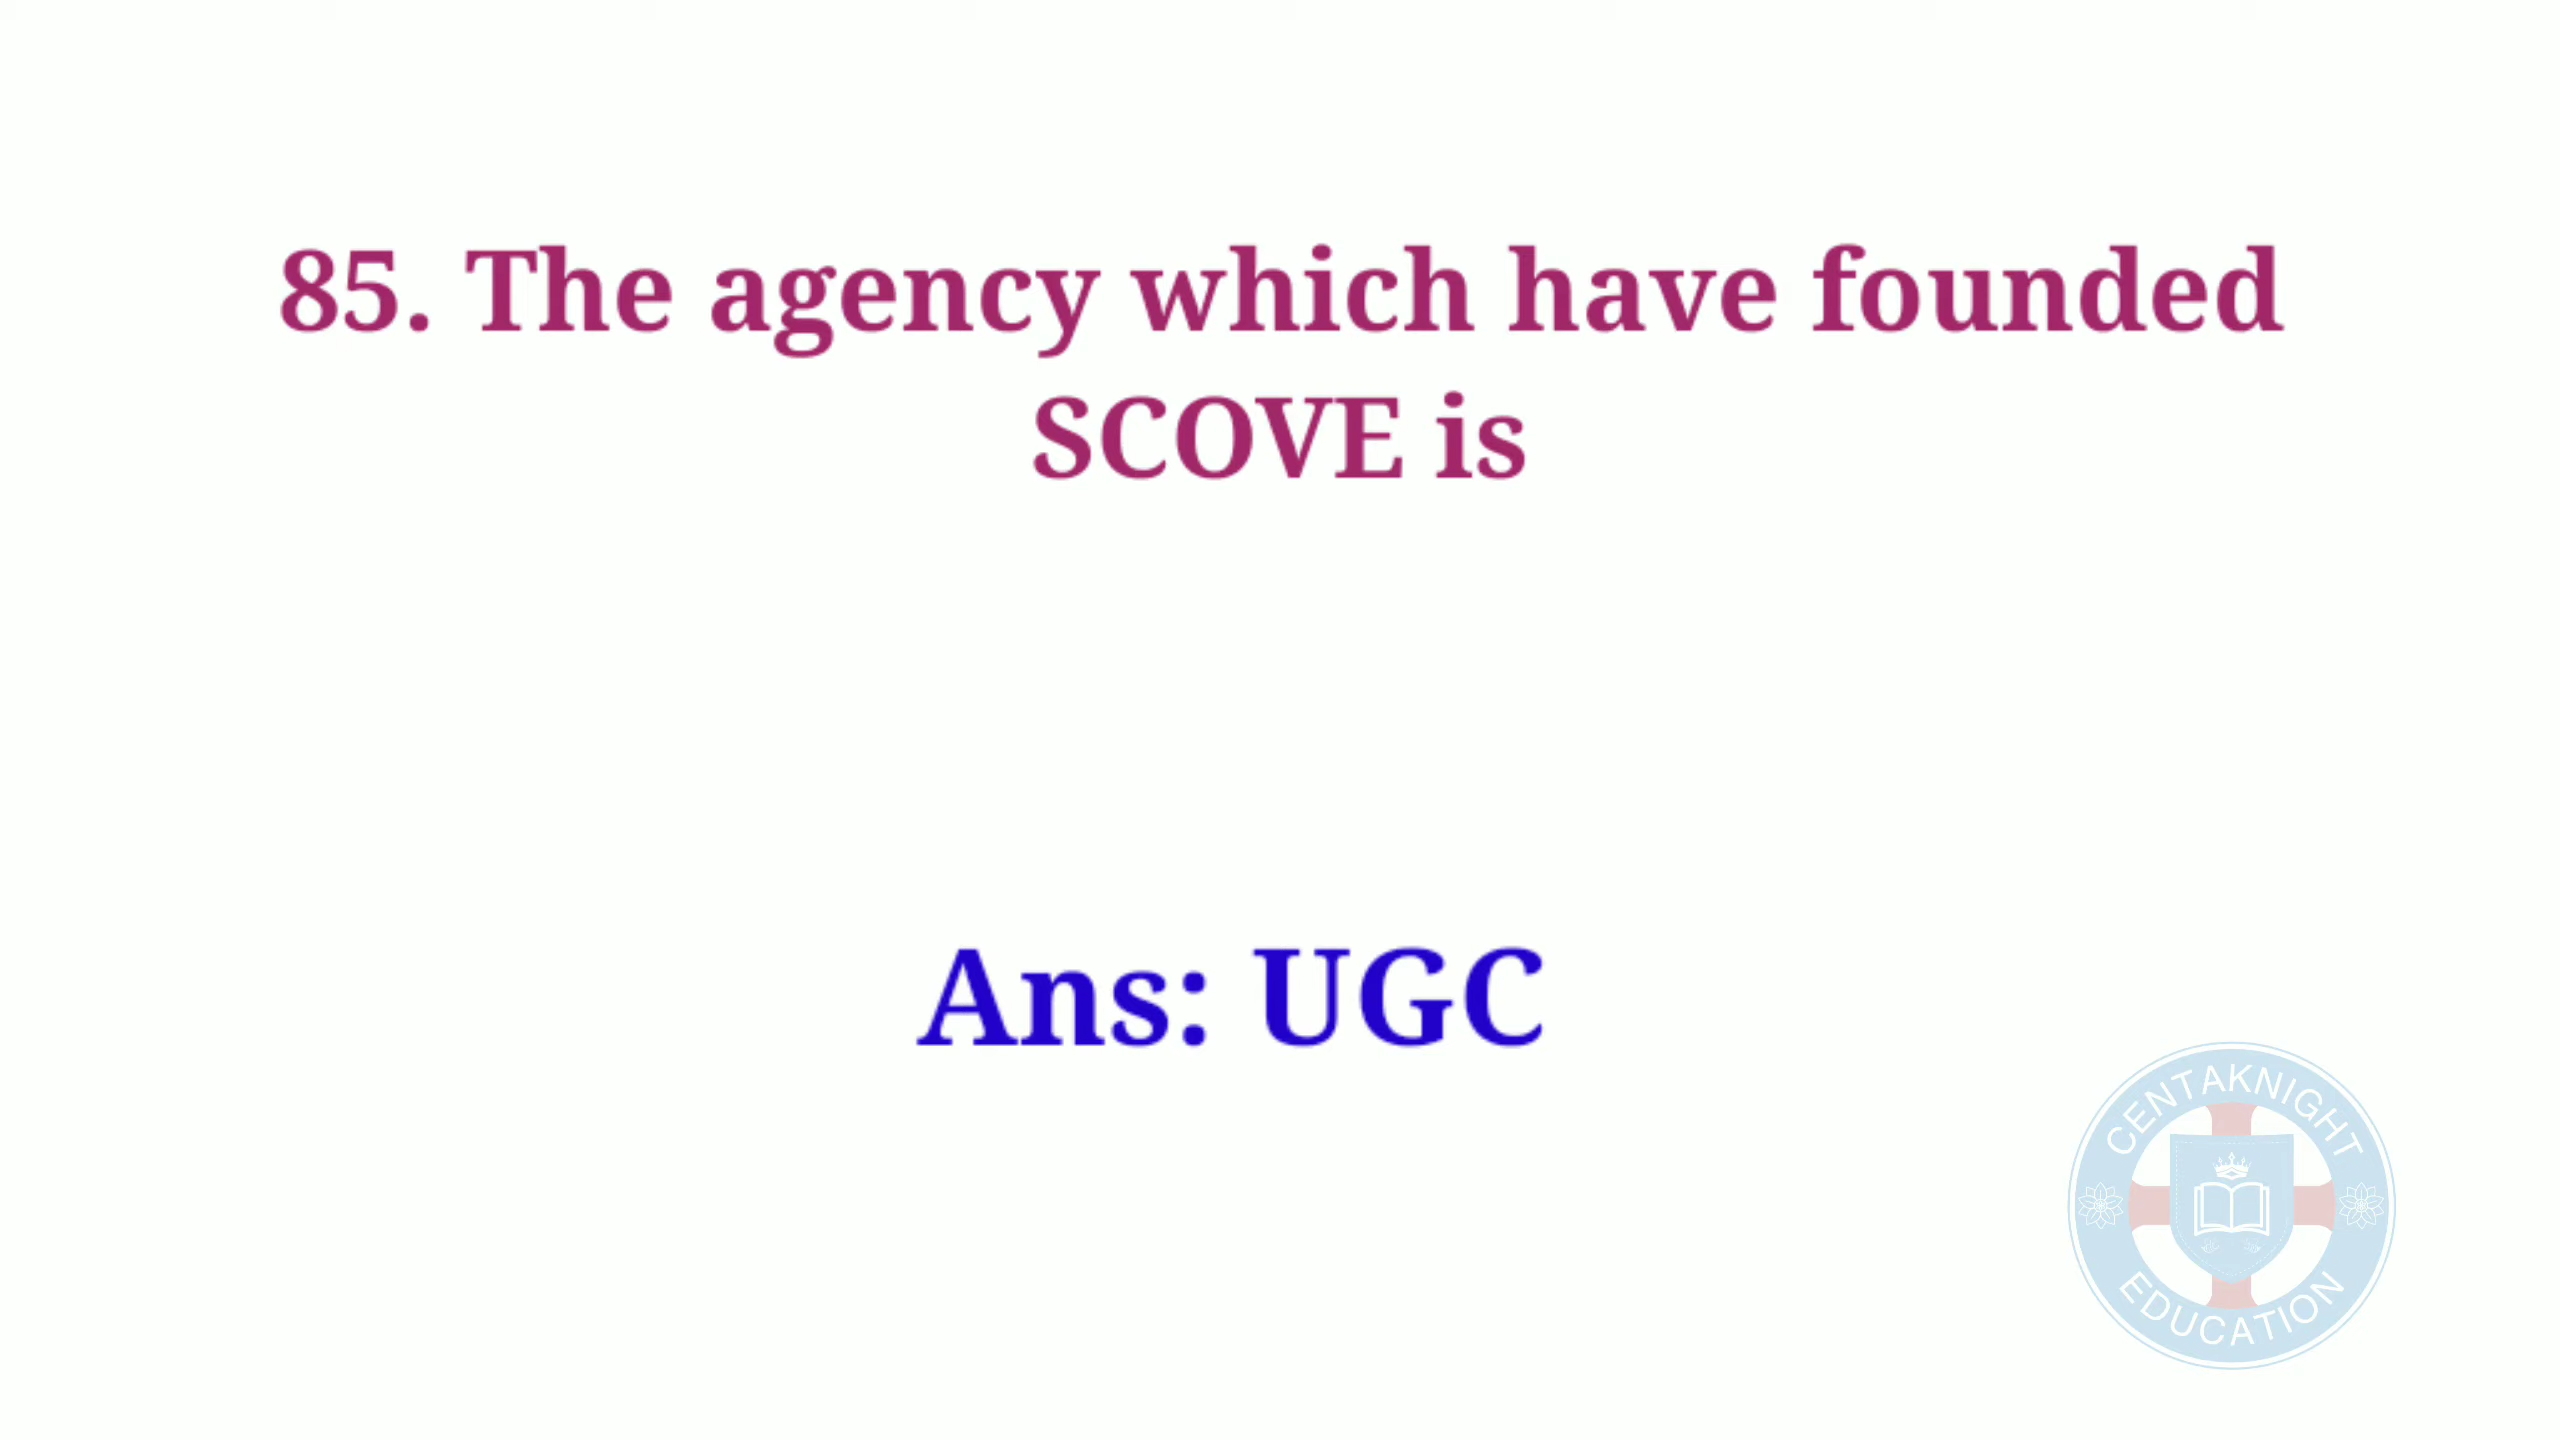 85. The agency which have founded
SCOVE is
Ans: UGC
CENTAKNIGHT
EDUCATION